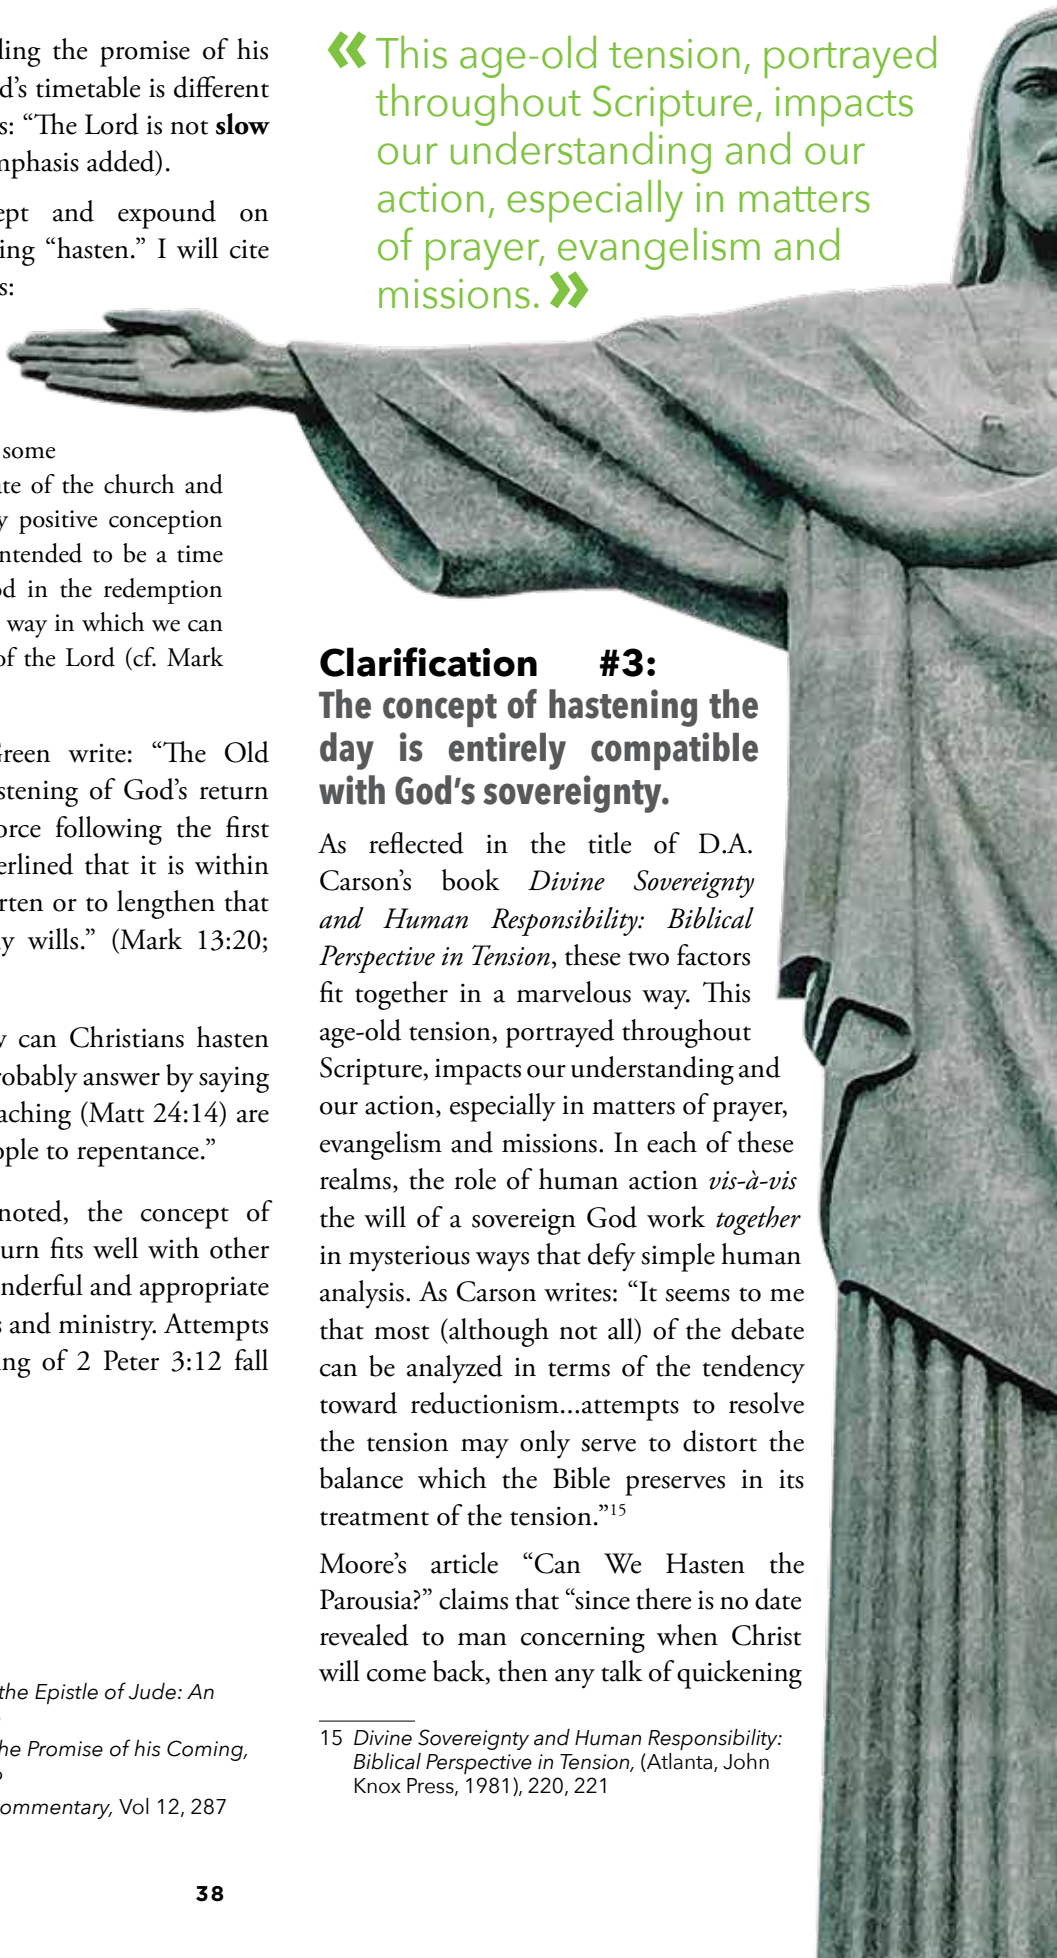 ling the promise of his
d's timetable is different
s: “The Lord is not slow
mphasis added).
ept and expound on
ing “hasten.” I will cite
s:
some
ate of the church and
y positive conception
ntended to be a time
od in the redemption
way in which we can
of the Lord (cf. Mark
Green write: “The Old
stening of God's return
orce following the first
erlined that it is within
rten or to lengthen that
y wills.” (Mark 13:20;
w can Christians hasten
robably answer by saying
aching (Matt 24:14) are
ople to repentance.”
noted, the concept of
urn fits well with other
nderful and appropriate
s and ministry. Attempts
ng of 2 Peter 3:12 fall
the Epistle of Jude: An
he Promise of his Coming,
ommentary, Vol 12, 287
38
« This age-old tension, portrayed
throughout Scripture, impacts
our understanding and our
action, especially in matters
of prayer, evangelism and
missions. »
Clarification #3:
The concept of hastening the
day is entirely compatible
with God's sovereignty.
As reflected in the title of D.A.
Carson's book Divine Sovereignty
and Human Responsibility: Biblical
Perspective in Tension, these two factors
fit together in a marvelous way. This
age-old tension, portrayed throughout
Scripture, impacts our understanding and
our action, especially in matters of prayer,
evangelism and missions. In each of these
realms, the role of human action vis-à-vis
the will of a sovereign God work together
in mysterious ways that defy simple human
analysis. As Carson writes: “It seems to me
that most (although not all) of the debate
can be analyzed in terms of the tendency
toward reductionism...attempts to resolve
the tension may only serve to distort the
balance which the Bible preserves in its
treatment of the tension.”15
Moore's article “Can We Hasten the
Parousia?” claims that “since there is no date
revealed to man concerning when Christ
will come back, then any talk of quickening
15 Divine Sovereignty and Human Responsibility:
Biblical Perspective in Tension, (Atlanta, John
Knox Press, 1981), 220, 221